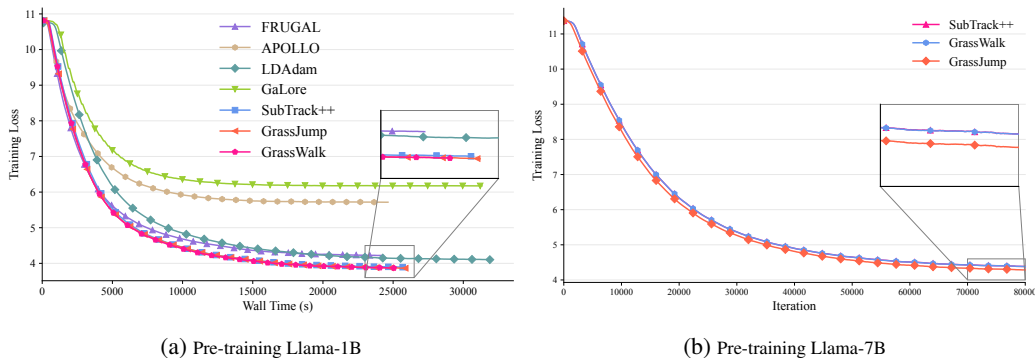 11
10
9
8
7
6
5
4
Training Loss
0
5000
10000
15000
20000
25000
30000
Wall Time (s)
FRUGAL
APOLLO
LDAdam
GaLore
SubTrack++
GrassJump
GrassWalk
(a) Pre-training Llama-1B
11
10
9
8
7
6
5
4
Training Loss
0
10000
20000
30000
40000
50000
60000
70000
80000
Iteration
SubTrack++
GrassWalk
GrassJump
(b) Pre-training Llama-7B